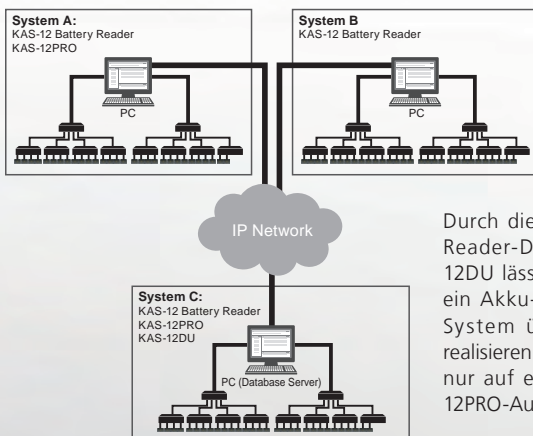 System A:
KAS-12 Battery Reader
KAS-12PRO
PC
System B
KAS-12 Battery Reader
PC
IP Network
System C:
KAS-12 Battery Reader
KAS-12PRO
KAS-12DU
PC (Database Server)
Durch die
Reader-D
12DU läss
ein Akku-
System ü
realisieren
nur auf e
12PRO-Au